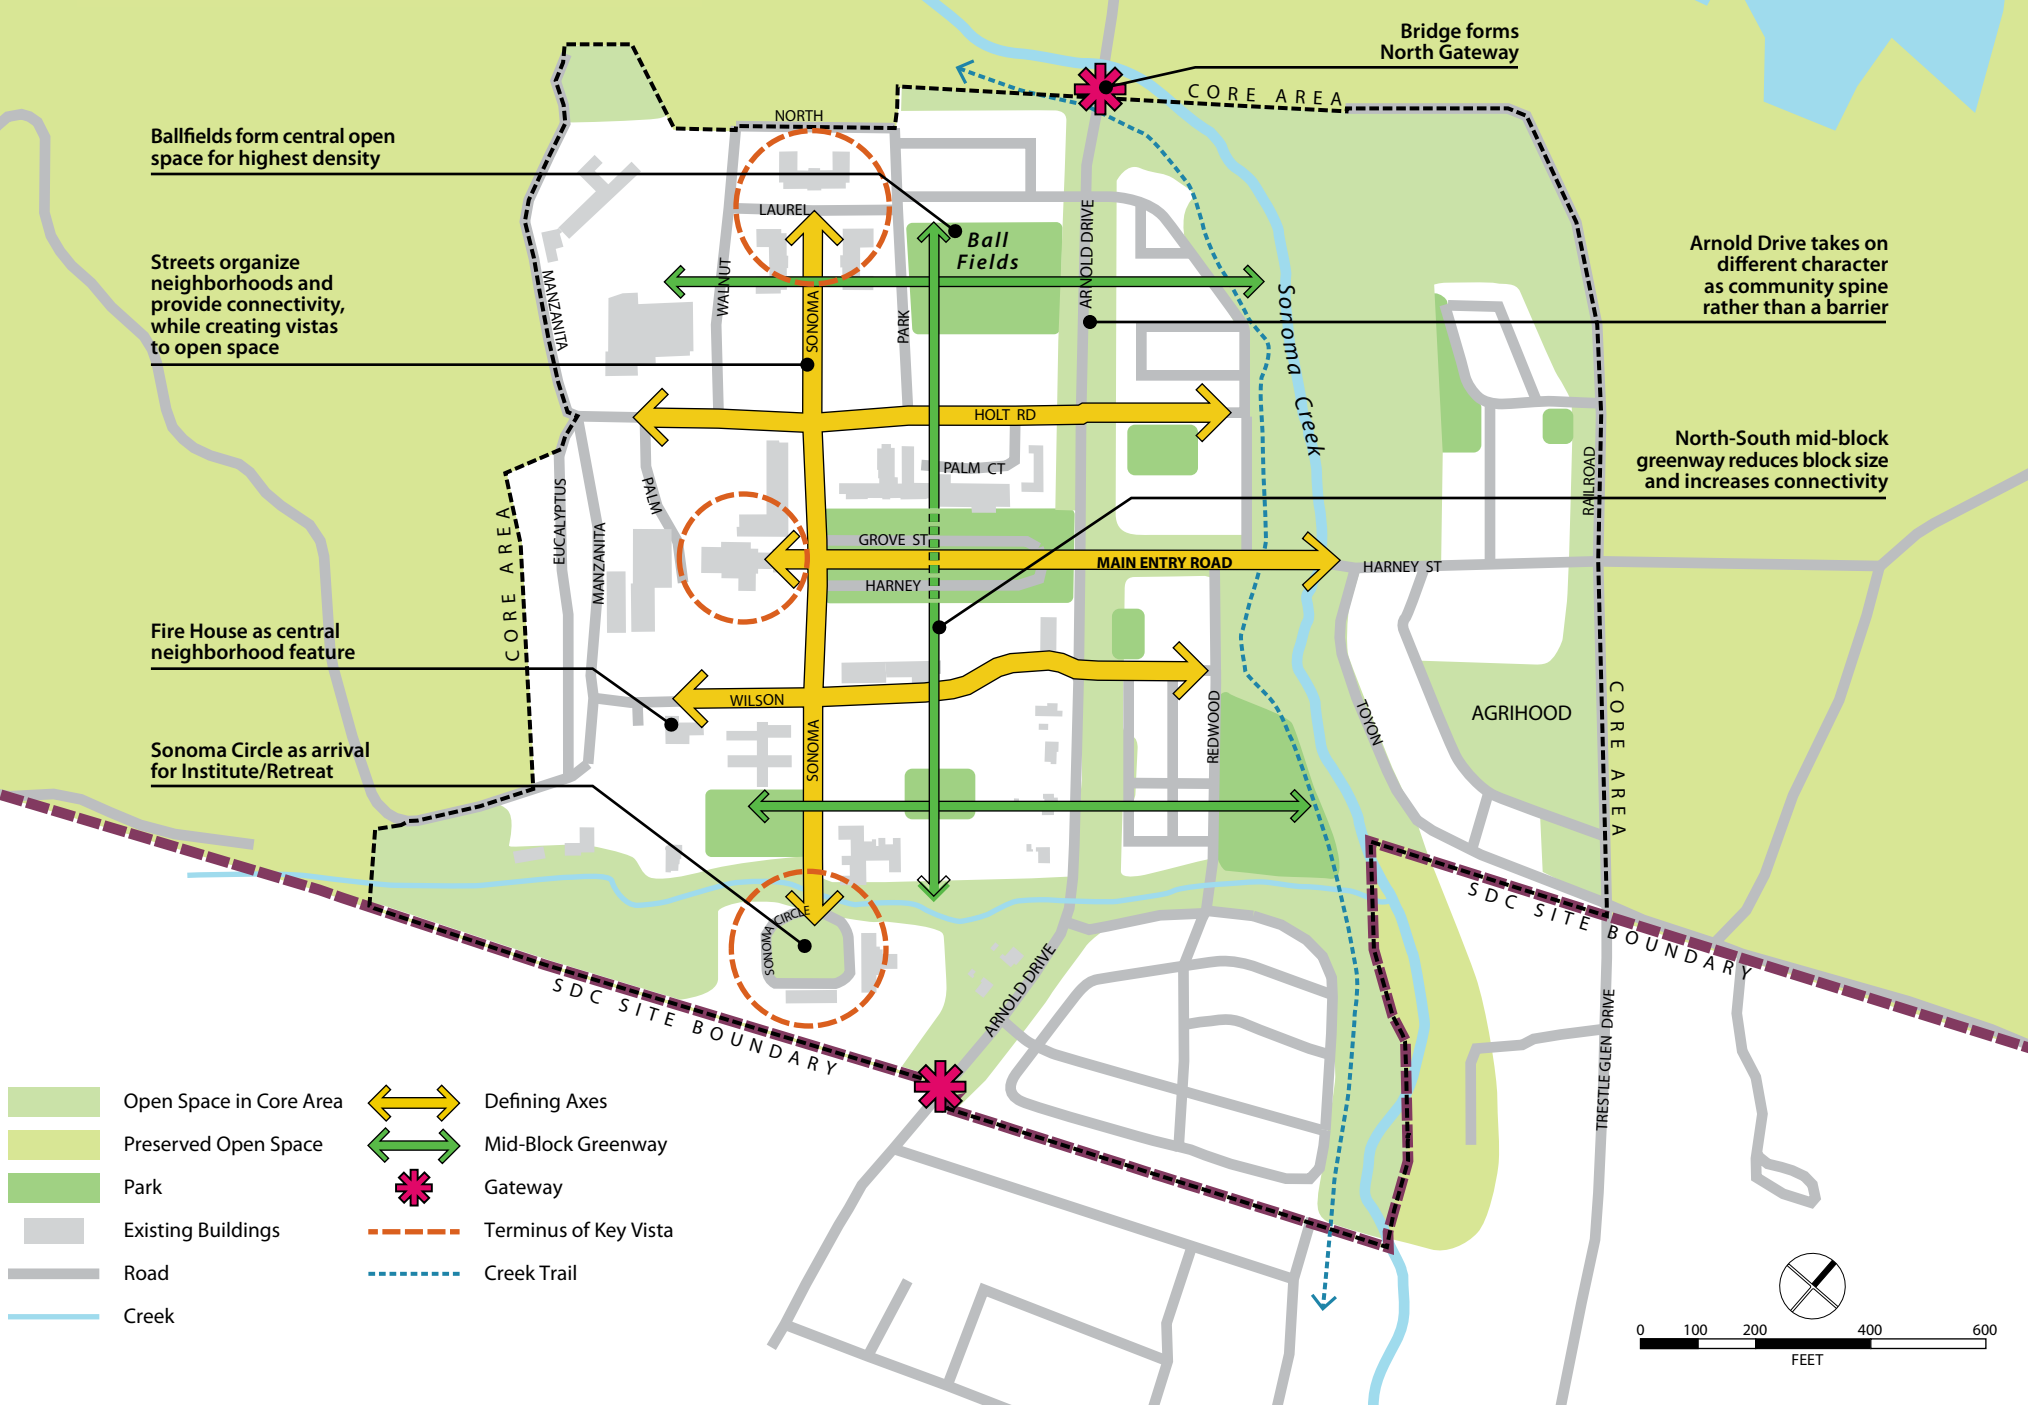 Bridge forms
North Gateway
CORE AREA
NORTH
Ballfields form central open
space for highest density
LAUREL
Ball
Fields
ARNOLD DRIVE
Arnold Drive takes on
different character
as community spine
rather than a barrier
Streets organize
neighborhoods and
provide connectivity,
while creating vistas
to open space
MANZANITA
WALNUT
SONOMA
PARK
Sonoma Creek
HOLT RD
North-South mid-block
greenway reduces block size
and increases connectivity
PALM CT
PALM
EUCALYPTUS
MANZANITA
RAILROAD
CORE AREA
GROVE ST
MAIN ENTRY ROAD
HARNEY ST
HARNEY
Fire House as central
neighborhood feature
WILSON
SONOMA
REDWOOD
TOYON
AGRIHOOD
CORE AREA
Sonoma Circle as arrival
for Institute/Retreat
SONOMA CIRCLE
ARNOLD DRIVE
SDC SITE BOUNDARY
SDC SITE BOUNDARY
TRESTLE GLEN DRIVE
Open Space in Core Area
Preserved Open Space
Park
Existing Buildings
Road
Creek
Defining Axes
Mid-Block Greenway
Gateway
Terminus of Key Vista
Creek Trail
0 100 200 400 600
FEET